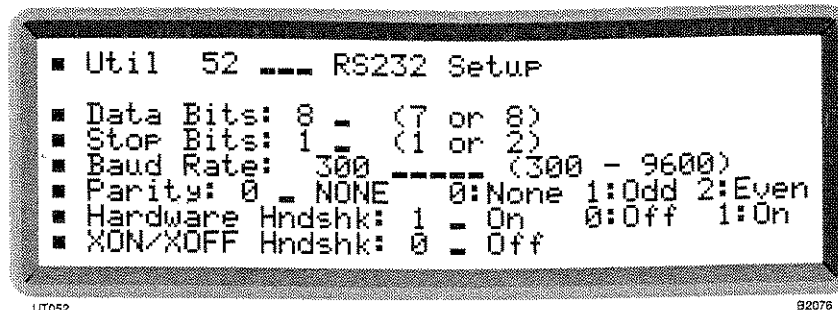 ▪ Util 52 ___ RS232 Setup
▪ Data Bits: 8 _ (7 or 8)
▪ Stop Bits: 1 _ (1 or 2)
▪ Baud Rate: 300 _____ (300 - 9600)
▪ Parity: 0 _ NONE 0:None 1:Odd 2:Even
▪ Hardware Hndshk: 1 _ On 0:Off 1:On
▪ XON/XOFF Hndshk: 0 _ Off
UT052 92076